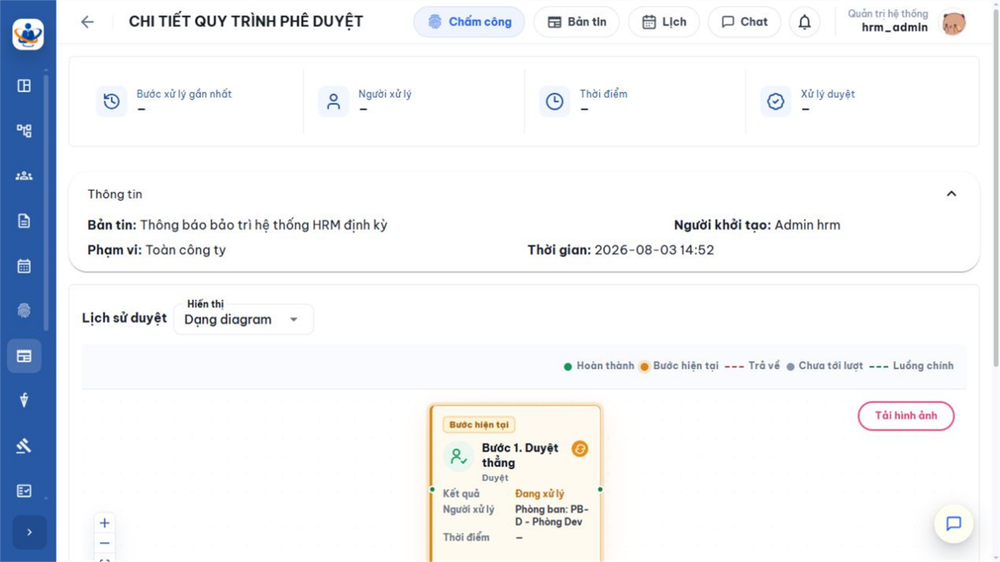 CHI TIẾT QUY TRÌNH PHÊ DUYỆT
Chấm công
Bản tin
Lịch
Chat
Quản trị hệ thống
hrm_admin
Bước xử lý gần nhất
–
Người xử lý
–
Thời điểm
–
Xử lý duyệt
–
Thông tin
Bản tin: Thông báo bảo trì hệ thống HRM định kỳ
Người khởi tạo: Admin hrm
Phạm vi: Toàn công ty
Thời gian: 2026-08-03 14:52
Lịch sử duyệt
Hiển thị
Dạng diagram
Hoàn thành
Bước hiện tại
Trả về
Chưa tới lượt
Luồng chính
Tải hình ảnh
Bước hiện tại
Bước 1. Duyệt
thẳng
Duyệt
Kết quả Đang xử lý
Người xử lý Phòng ban: PB-
D - Phòng Dev
Thời điểm –